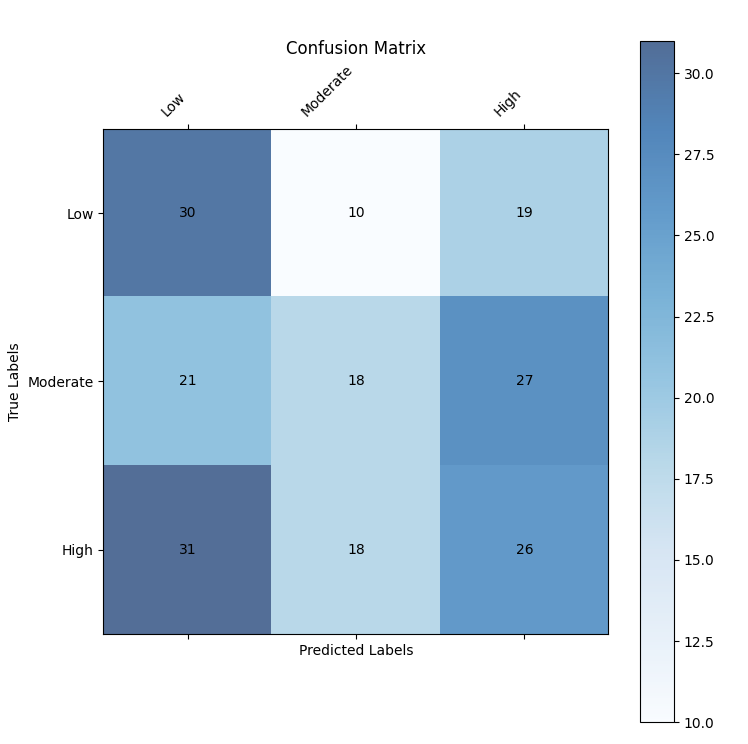 Confusion Matrix
Low Moderate High
Low 30 10 19
Moderate 21 18 27
High 31 18 26
True Labels
Predicted Labels
30.0
27.5
25.0
22.5
20.0
17.5
15.0
12.5
10.0